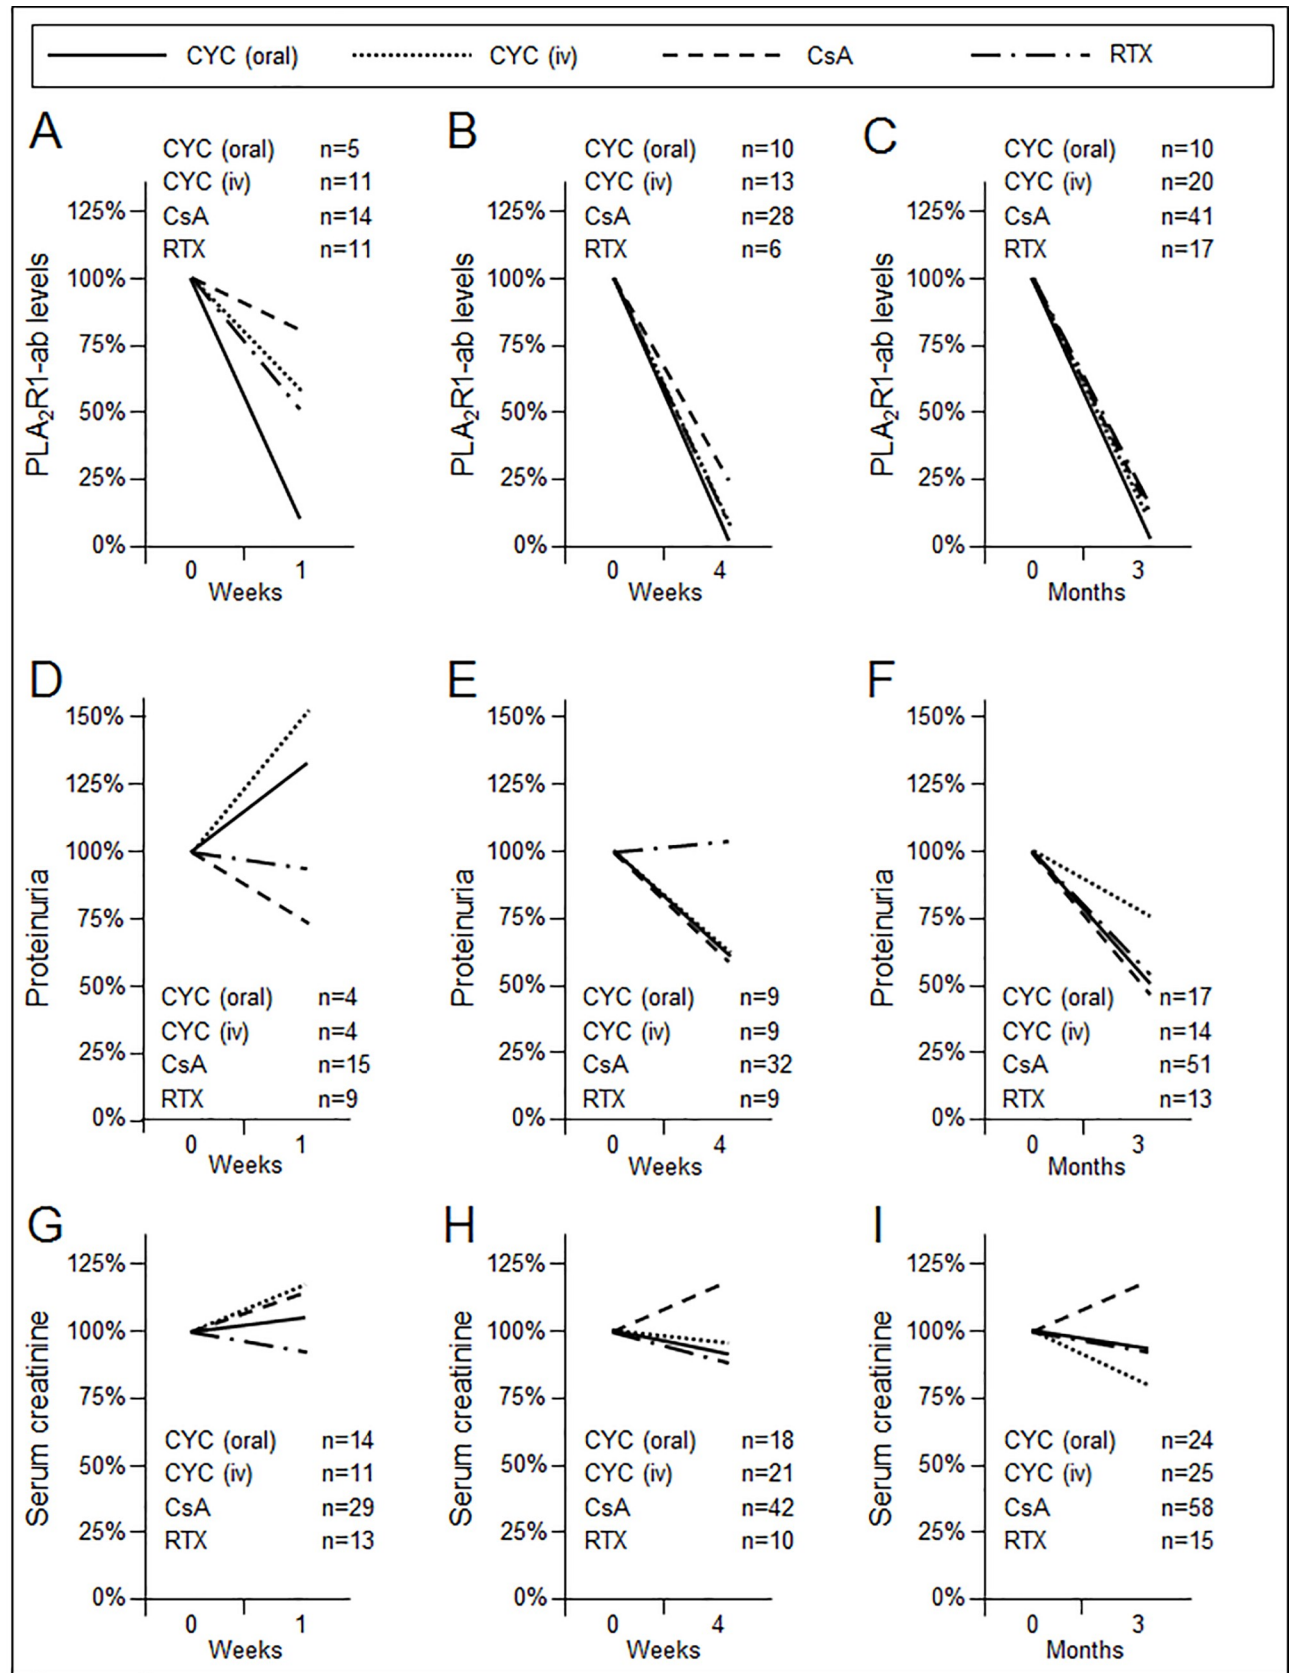 CYC (oral) CYC (iv) CsA RTX
A
CYC (oral) n=5
CYC (iv) n=11
CsA n=14
RTX n=11
PLA₂R1-ab levels
125%
100%
75%
50%
25%
0%
0 1
Weeks
B
CYC (oral) n=10
CYC (iv) n=13
CsA n=28
RTX n=6
PLA₂R1-ab levels
125%
100%
75%
50%
25%
0%
0 4
Weeks
C
CYC (oral) n=10
CYC (iv) n=20
CsA n=41
RTX n=17
PLA₂R1-ab levels
125%
100%
75%
50%
25%
0%
0 3
Months
D
Proteinuria
150%
125%
100%
75%
50%
25%
0%
CYC (oral) n=4
CYC (iv) n=4
CsA n=15
RTX n=9
0 1
Weeks
E
Proteinuria
150%
125%
100%
75%
50%
25%
0%
CYC (oral) n=9
CYC (iv) n=9
CsA n=32
RTX n=9
0 4
Weeks
F
Proteinuria
150%
125%
100%
75%
50%
25%
0%
CYC (oral) n=17
CYC (iv) n=14
CsA n=51
RTX n=13
0 3
Months
G
Serum creatinine
125%
100%
75%
50%
25%
0%
CYC (oral) n=14
CYC (iv) n=11
CsA n=29
RTX n=13
0 1
Weeks
H
Serum creatinine
125%
100%
75%
50%
25%
0%
CYC (oral) n=18
CYC (iv) n=21
CsA n=42
RTX n=10
0 4
Weeks
I
Serum creatinine
125%
100%
75%
50%
25%
0%
CYC (oral) n=24
CYC (iv) n=25
CsA n=58
RTX n=15
0 3
Months